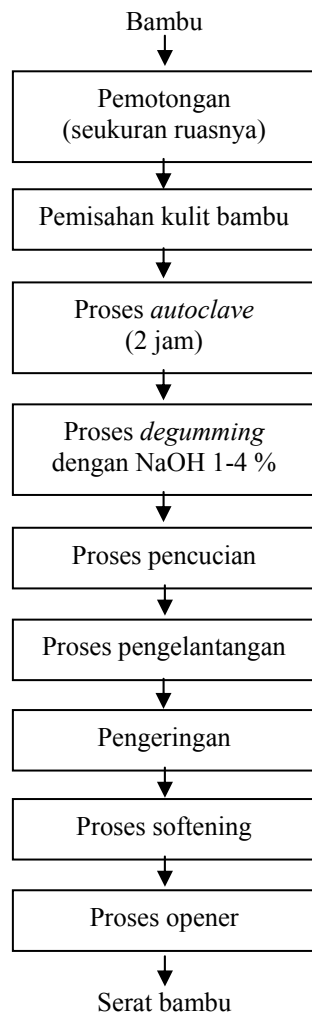 Bambu
Pemotongan
(seukuran ruasnya)
Pemisahan kulit bambu
Proses autoclave
(2 jam)
Proses degumming
dengan NaOH 1-4 %
Proses pencucian
Proses pengelantangan
Pengeringan
Proses softening
Proses opener
Serat bambu